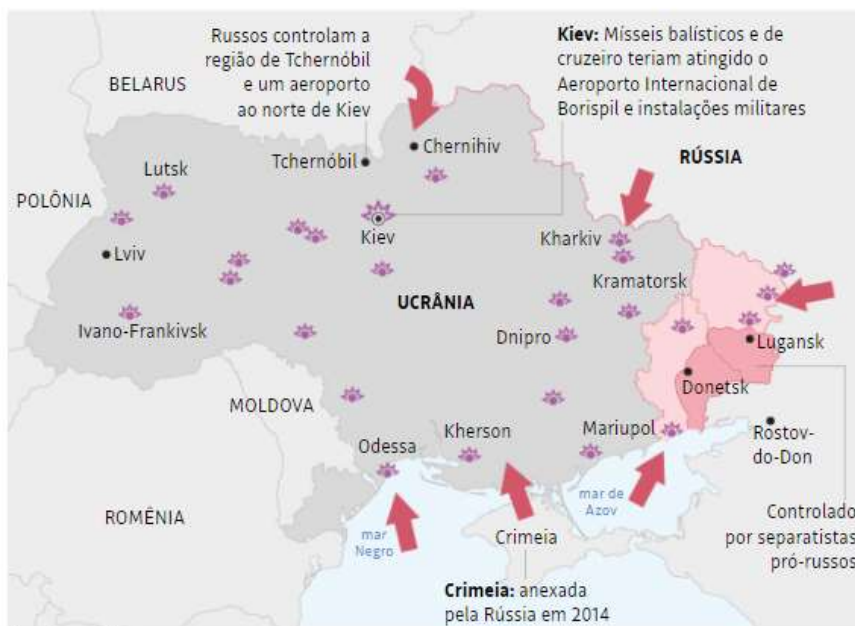 Russos controlam a
região de Tchernóbil
e um aeroporto
ao norte de Kiev
Kiev: Mísseis balísticos e de
cruzeiro teriam atingido o
Aeroporto Internacional de
Borispil e instalações militares
BELARUS
Chernihiv
Tchernóbil
RÚSSIA
Lutsk
POLÔNIA
Kiev
Kharkiv
Lviv
Kramatorsk
UCRÂNIA
Ivano-Frankivsk
Dnipro
Lugansk
Donetsk
MOLDOVA
Odessa
Kherson
Mariupol
Rostov-
do-Don
mar de
Azov
ROMÊNIA
mar
Negro
Crimeia
Controlado
por separatistas
pró-russos
Crimeia: anexada
pela Rússia em 2014